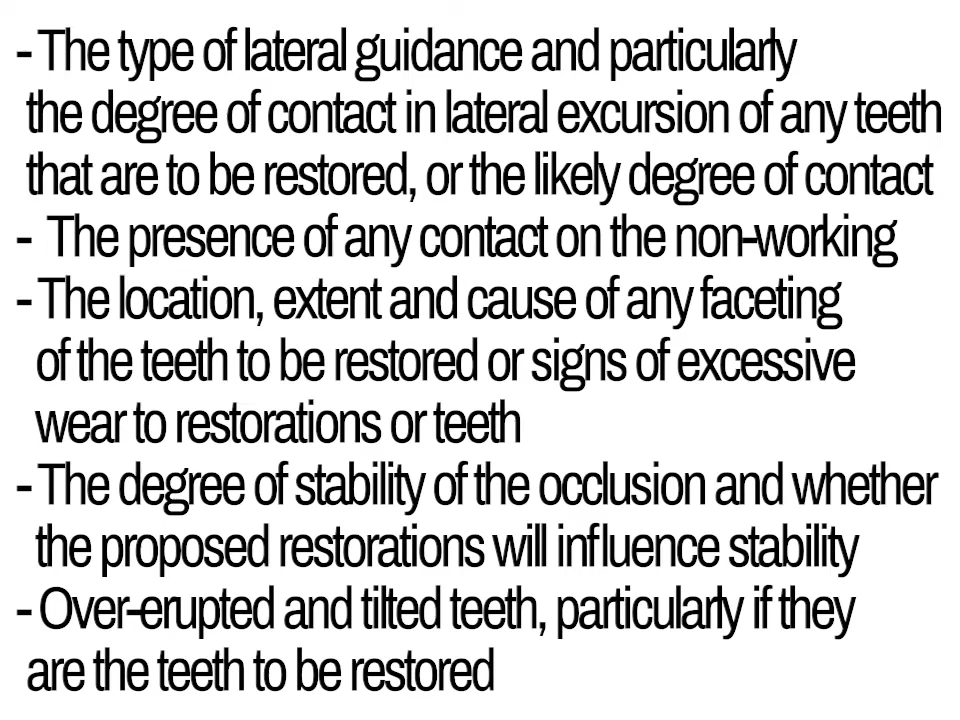 - The type of lateral guidance and particularly
the degree of contact in lateral excursion of any teeth
that are to be restored, or the likely degree of contact
- The presence of any contact on the non-working
- The location, extent and cause of any faceting
of the teeth to be restored or signs of excessive
wear to restorations or teeth
- The degree of stability of the occlusion and whether
the proposed restorations will influence stability
- Over-erupted and tilted teeth, particularly if they
are the teeth to be restored